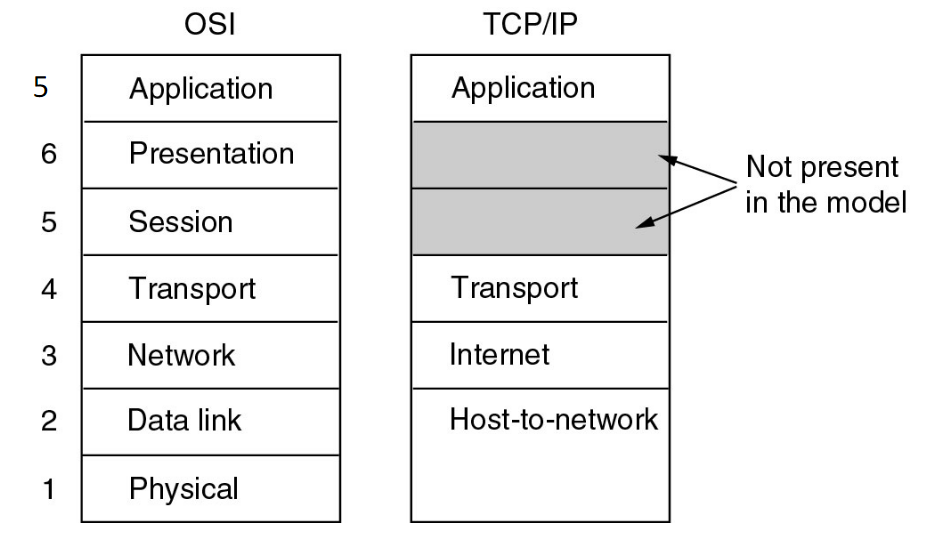 OSI TCP/IP
5 Application Application
6 Presentation
Not present
in the model
5 Session
4 Transport Transport
3 Network Internet
2 Data link Host-to-network
1 Physical